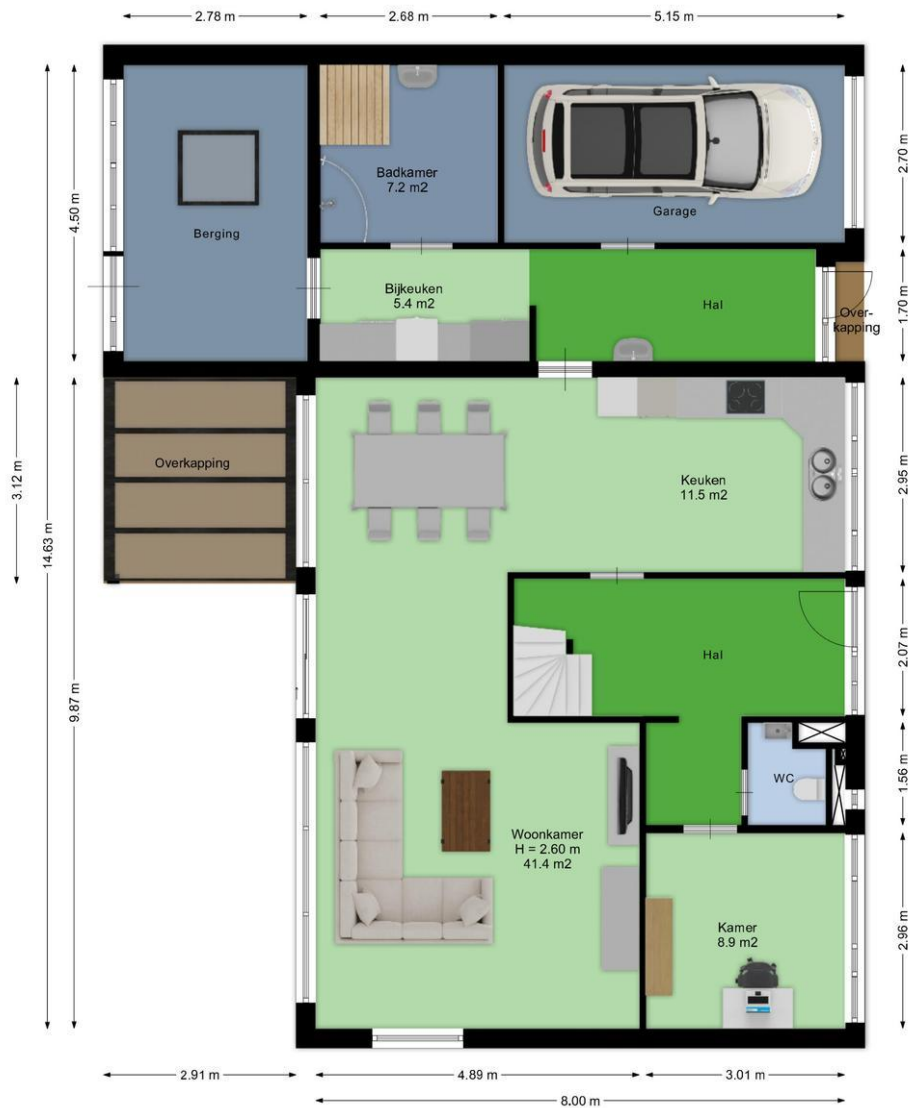 2.78 m
2.68 m
5.15 m
4.50 m
2.70 m
Badkamer
7.2 m2
Garage
Berging
Bijkeuken
5.4 m2
Hal
Over-
kapping
1.70 m
3.12 m
14.63 m
9.87 m
Overkapping
Keuken
11.5 m2
2.95 m
Hal
2.07 m
WC
1.56 m
Woonkamer
H = 2.60 m
41.4 m2
Kamer
8.9 m2
2.96 m
2.91 m
4.89 m
3.01 m
8.00 m